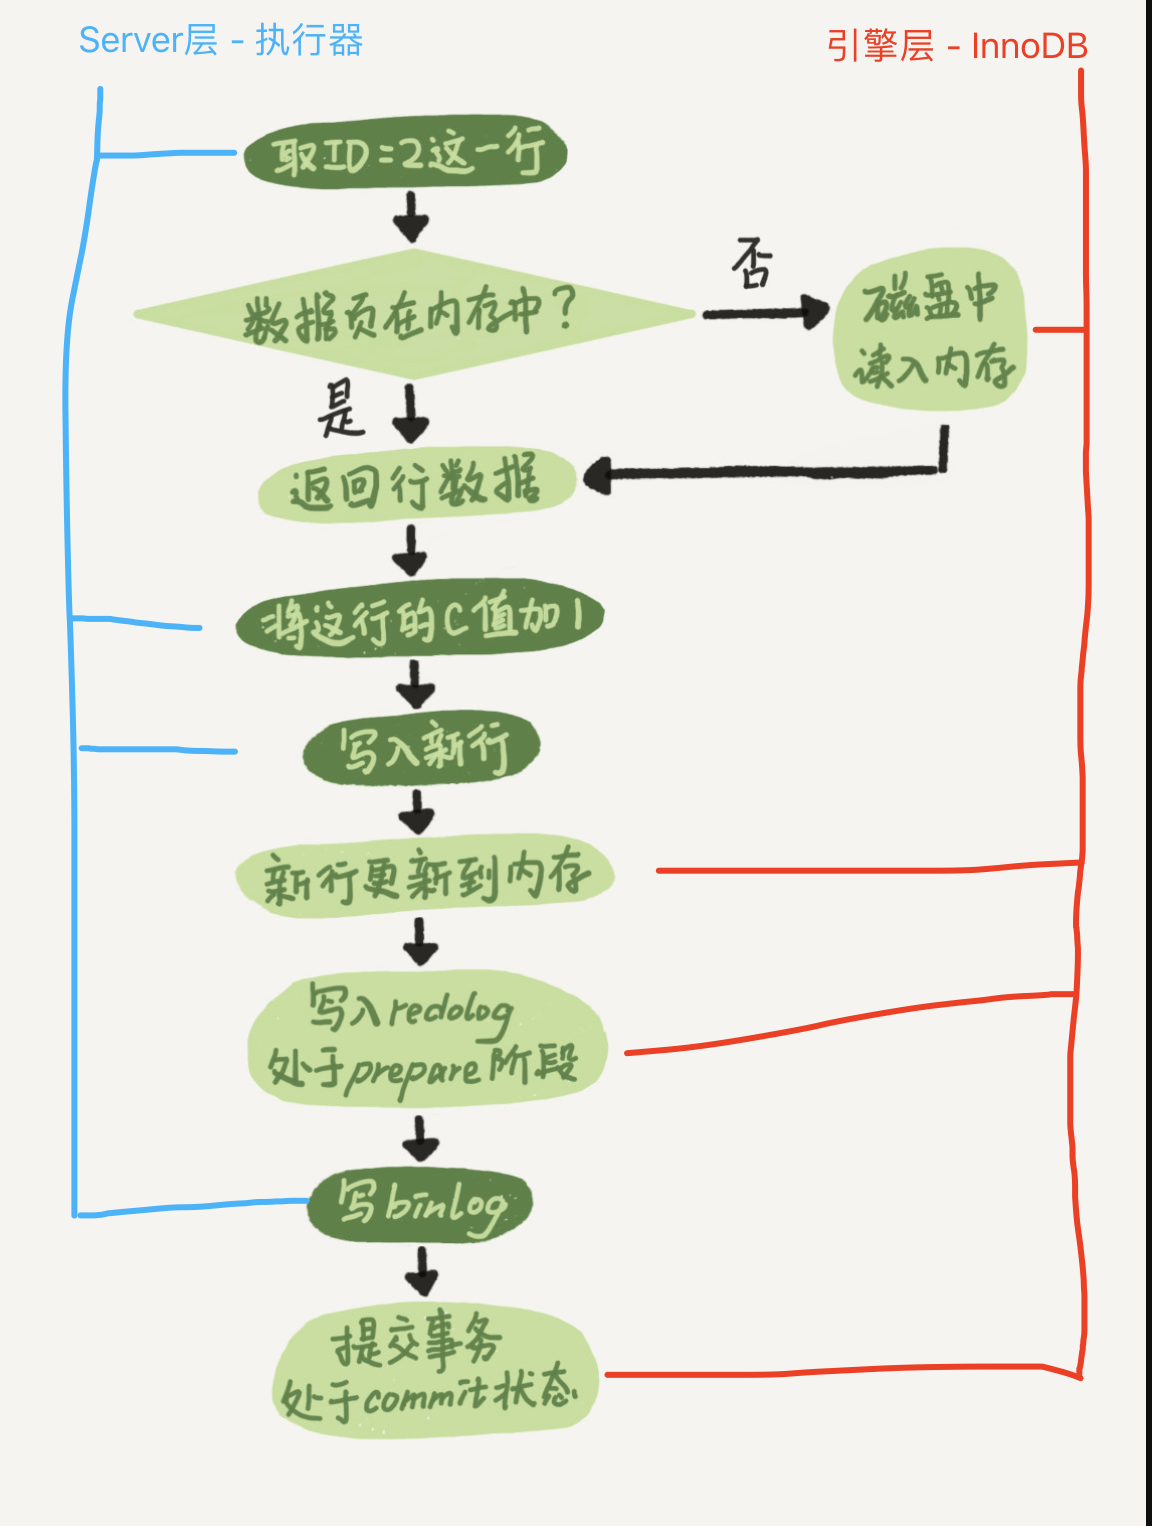 Server层 - 执行器
引擎层 - InnoDB
取ID=2这一行
数据页在内存中？
否
磁盘中
读入内存
是
返回行数据
将这行的C值加1
写入新行
新行更新到内存
写入redolog
处于prepare阶段
写binlog
提交事务
处于commit状态